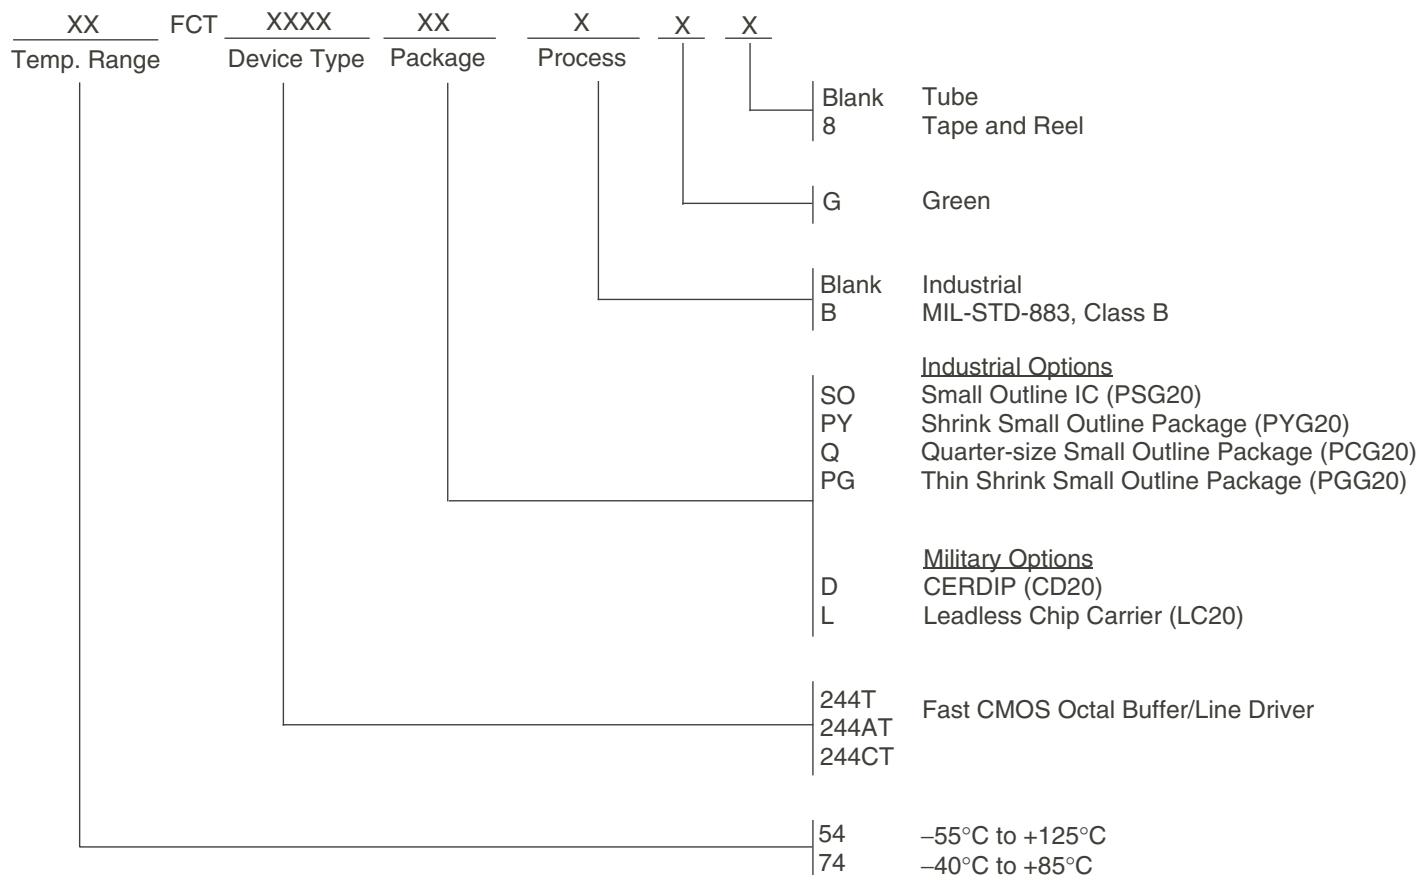 XX FCT XXXX XX X X X
Temp. Range Device Type Package Process
Blank Tube
8 Tape and Reel
G Green
Blank Industrial
B MIL-STD-883, Class B
Industrial Options
SO Small Outline IC (PSG20)
PY Shrink Small Outline Package (PYG20)
Q Quarter-size Small Outline Package (PCG20)
PG Thin Shrink Small Outline Package (PGG20)
Military Options
D CERDIP (CD20)
L Leadless Chip Carrier (LC20)
244T Fast CMOS Octal Buffer/Line Driver
244AT
244CT
54 –55°C to +125°C
74 –40°C to +85°C